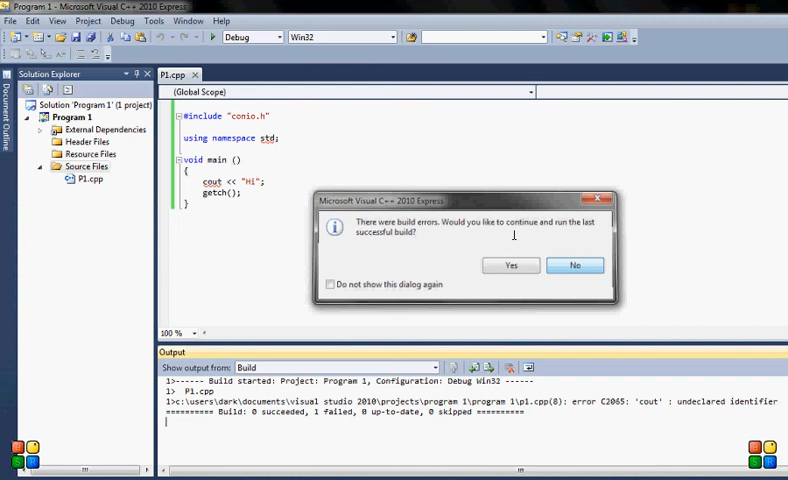 Program 1 - Microsoft Visual C++ 2010 Express
File Edit View Project Debug Tools Window Help
Debug Win32
Document Outline
Solution Explorer
P1.cpp
(Global Scope)
Solution 'Program 1' (1 project)
Program 1
External Dependencies
Header Files
Resource Files
Source Files
P1.cpp
#include "conio.h"
using namespace std;
void main ()
{
cout << "Hi";
getch();
}
Microsoft Visual C++ 2010 Express
There were build errors. Would you like to continue and run the last
successful build?
Yes No
Do not show this dialog again
100 %
Output
Show output from: Build
1>------ Build started: Project: Program 1, Configuration: Debug Win32 ------
1> P1.cpp
1>c:\users\dark\documents\visual studio 2010\projects\program 1\program 1\p1.cpp(8): error C2065: 'cout' : undeclared identifier
========== Build: 0 succeeded, 1 failed, 0 up-to-date, 0 skipped ==========